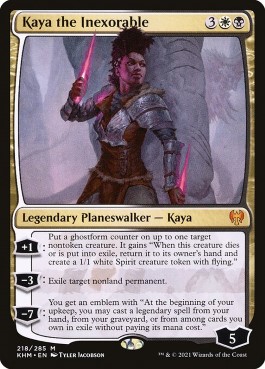 Kaya the Inexorable 3
Legendary Planeswalker — Kaya
+1: Put a ghostform counter on up to one target
nontoken creature. It gains "When this creature dies
or is put into exile, return it to its owner's hand and
create a 1/1 white Spirit creature token with flying."
−3: Exile target nonland permanent.
−7: You get an emblem with "At the beginning of your
upkeep, you may cast a legendary spell from your
hand, from your graveyard, or from among cards you
own in exile without paying its mana cost."
5
218/285 M
KHM • EN TYLER JACOBSON
™ & © 2021 Wizards of the Coast